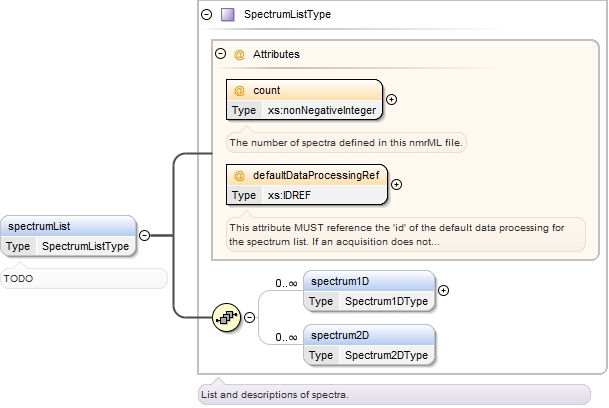 SpectrumListType
@ Attributes
@ count
Type xs:nonNegativeInteger
The number of spectra defined in this nmrML file.
@ defaultDataProcessingRef
Type xs:IDREF
This attribute MUST reference the 'id' of the default data processing for
the spectrum list. If an acquisition does not...
spectrumList
Type SpectrumListType
TODO
0..∞
spectrum1D
Type Spectrum1DType
0..∞
spectrum2D
Type Spectrum2DType
List and descriptions of spectra.